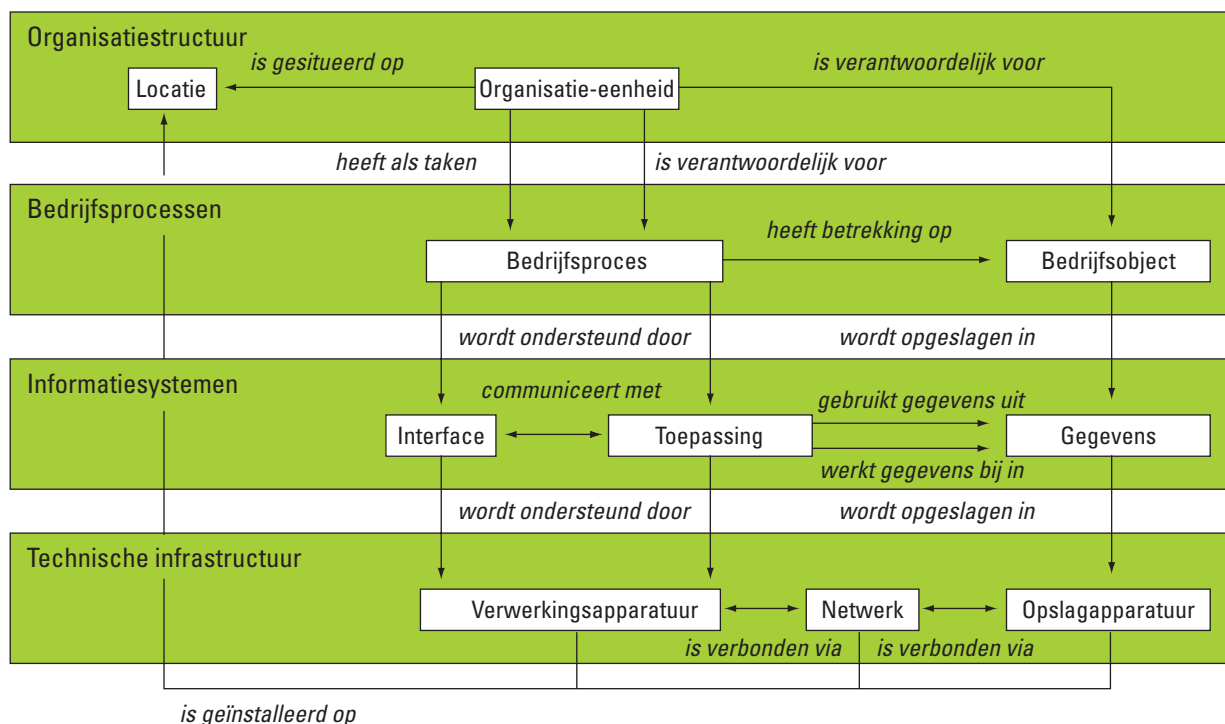 Organisatiestructuur
is gesitueerd op
is verantwoordelijk voor
Locatie
Organisatie-eenheid
heeft als taken
is verantwoordelijk voor
Bedrijfsprocessen
heeft betrekking op
Bedrijfsproces
Bedrijfsobject
wordt ondersteund door
wordt opgeslagen in
Informatiesystemen
communiceert met
gebruikt gegevens uit
Interface
Toepassing
Gegevens
werkt gegevens bij in
wordt ondersteund door
wordt opgeslagen in
Technische infrastructuur
Verwerkingsapparatuur
Netwerk
Opslagapparatuur
is verbonden via
is verbonden via
is geïnstalleerd op